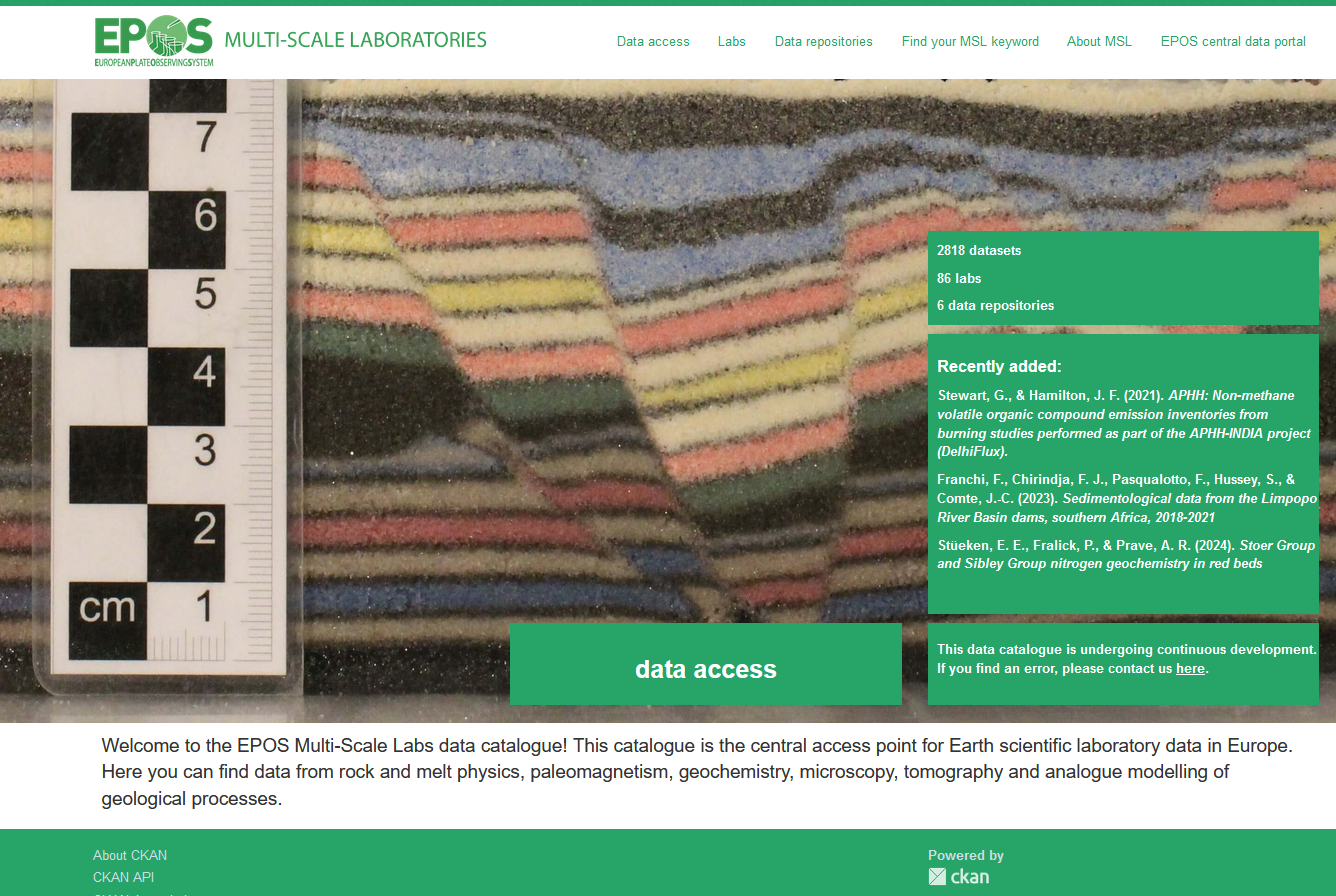 EPOS
EUROPEANPLATEOBSERVINGSYSTEM
MULTI-SCALE LABORATORIES
Data access
Labs
Data repositories
Find your MSL keyword
About MSL
EPOS central data portal
7
6
5
4
3
2
cm 1
2818 datasets
86 labs
6 data repositories
Recently added:
Stewart, G., & Hamilton, J. F. (2021). APHH: Non-methane
volatile organic compound emission inventories from
burning studies performed as part of the APHH-INDIA project
(DelhiFlux).
Franchi, F., Chirindja, F. J., Pasqualotto, F., Hussey, S., &
Comte, J.-C. (2023). Sedimentological data from the Limpopo
River Basin dams, southern Africa, 2018-2021
Stüeken, E. E., Fralick, P., & Prave, A. R. (2024). Stoer Group
and Sibley Group nitrogen geochemistry in red beds
data access
This data catalogue is undergoing continuous development.
If you find an error, please contact us here.
Welcome to the EPOS Multi-Scale Labs data catalogue! This catalogue is the central access point for Earth scientific laboratory data in Europe.
Here you can find data from rock and melt physics, paleomagnetism, geochemistry, microscopy, tomography and analogue modelling of
geological processes.
About CKAN
CKAN API
Powered by
ckan